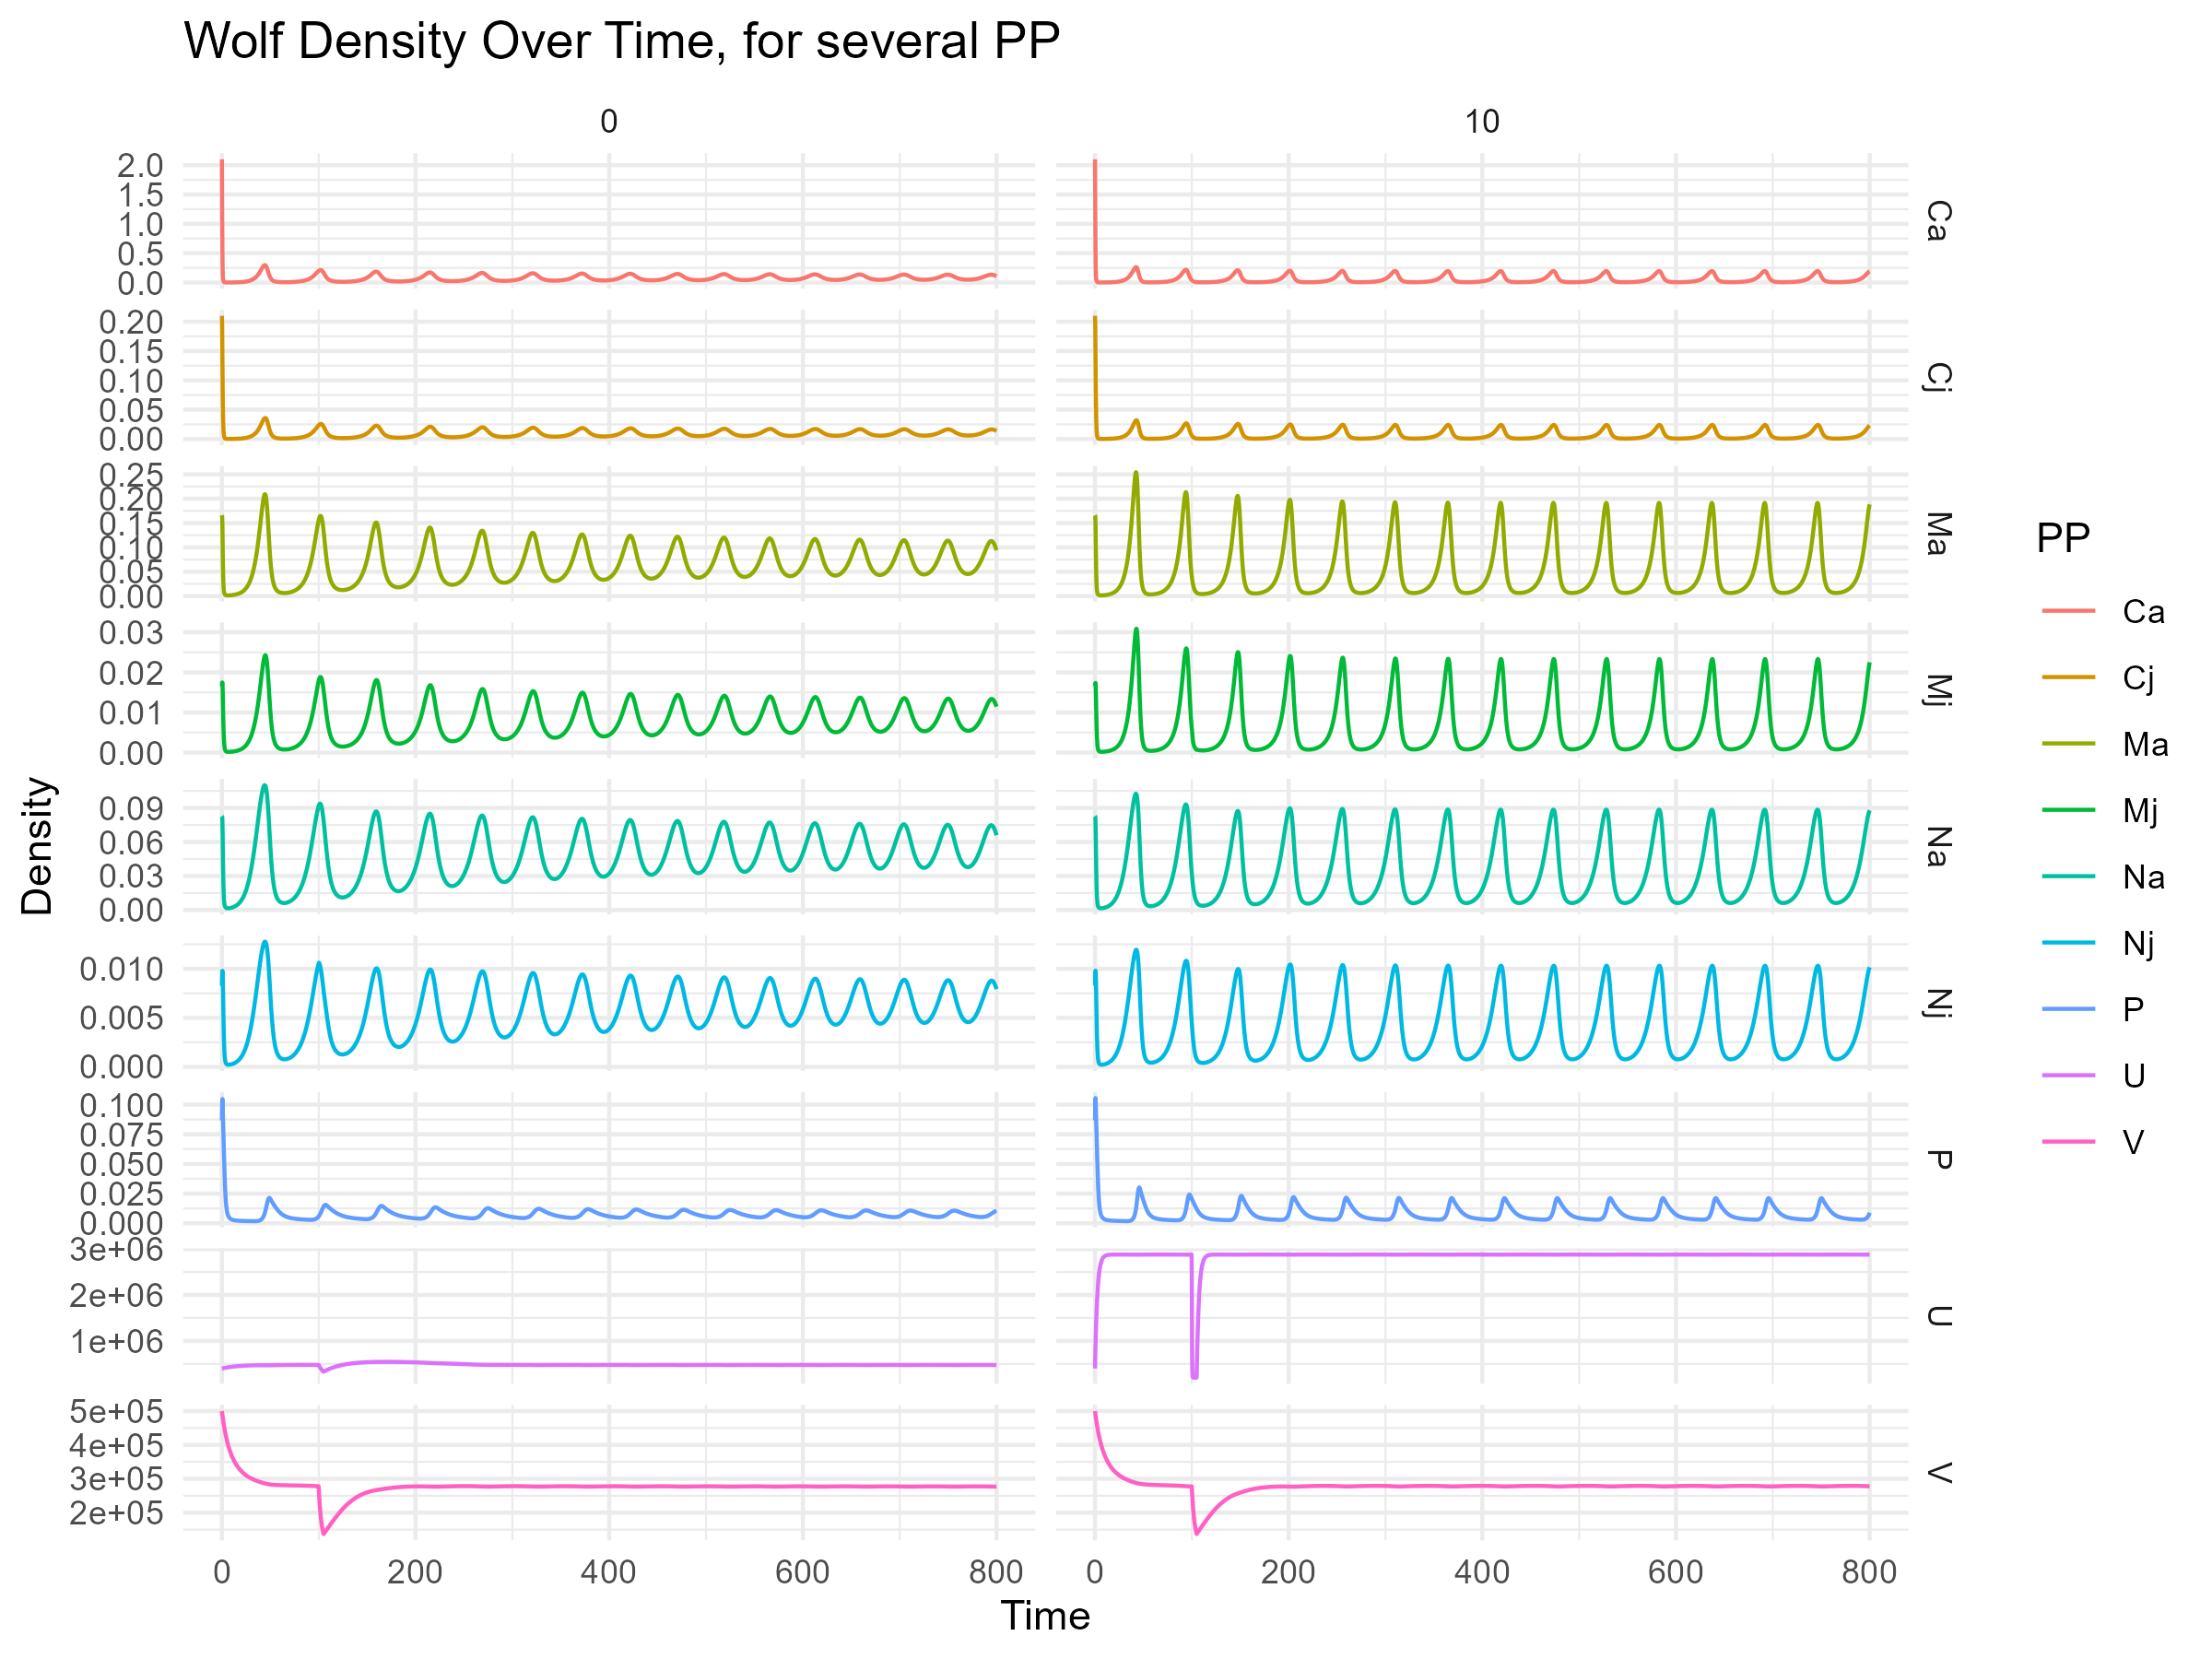 Wolf Density Over Time, for several PP
0
10
2.0
1.5
1.0
0.5
0.0
Ca
0.20
0.15
0.10
0.05
0.00
Cj
0.25
0.20
0.15
0.10
0.05
0.00
Ma
0.03
0.02
0.01
0.00
Mj
0.09
0.06
0.03
0.00
Na
0.010
0.005
0.000
Nj
0.100
0.075
0.050
0.025
0.000
P
3e+06
2e+06
1e+06
U
5e+05
4e+05
3e+05
2e+05
V
0 200 400 600 800
0 200 400 600 800
Time
Density
PP
Ca
Cj
Ma
Mj
Na
Nj
P
U
V